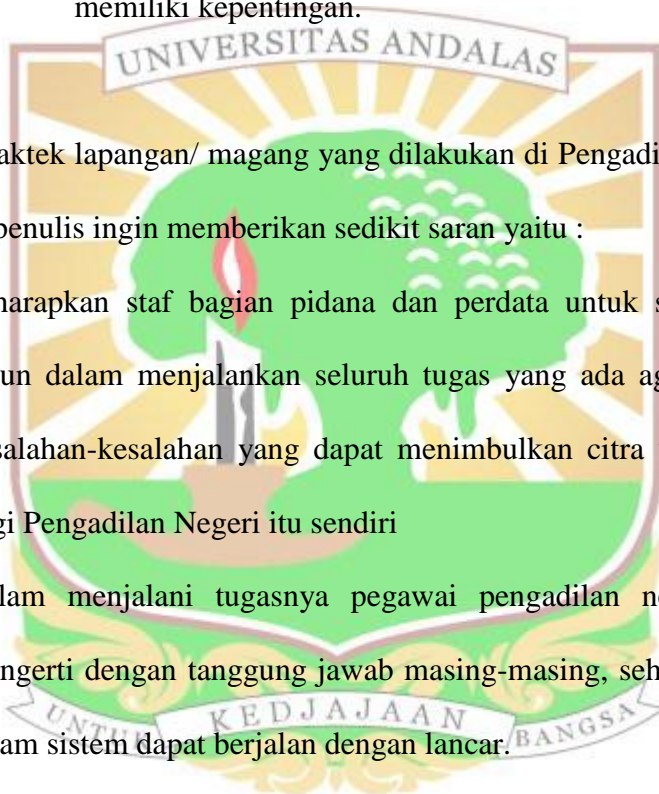 memiliki kepentingan.
UNIVERSITAS ANDALAS
aktek lapangan/ magang yang dilakukan di Pengadi
penulis ingin memberikan sedikit saran yaitu :
harapkan staf bagian pidana dan perdata untuk s
un dalam menjalankan seluruh tugas yang ada ag
salahan-kesalahan yang dapat menimbulkan citra
gi Pengadilan Negeri itu sendiri
lam menjalani tugasnya pegawai pengadilan ne
engerti dengan tanggung jawab masing-masing, seh
am sistem dapat berjalan dengan lancar.
UNTUK KEDJAJAAN BANGSA